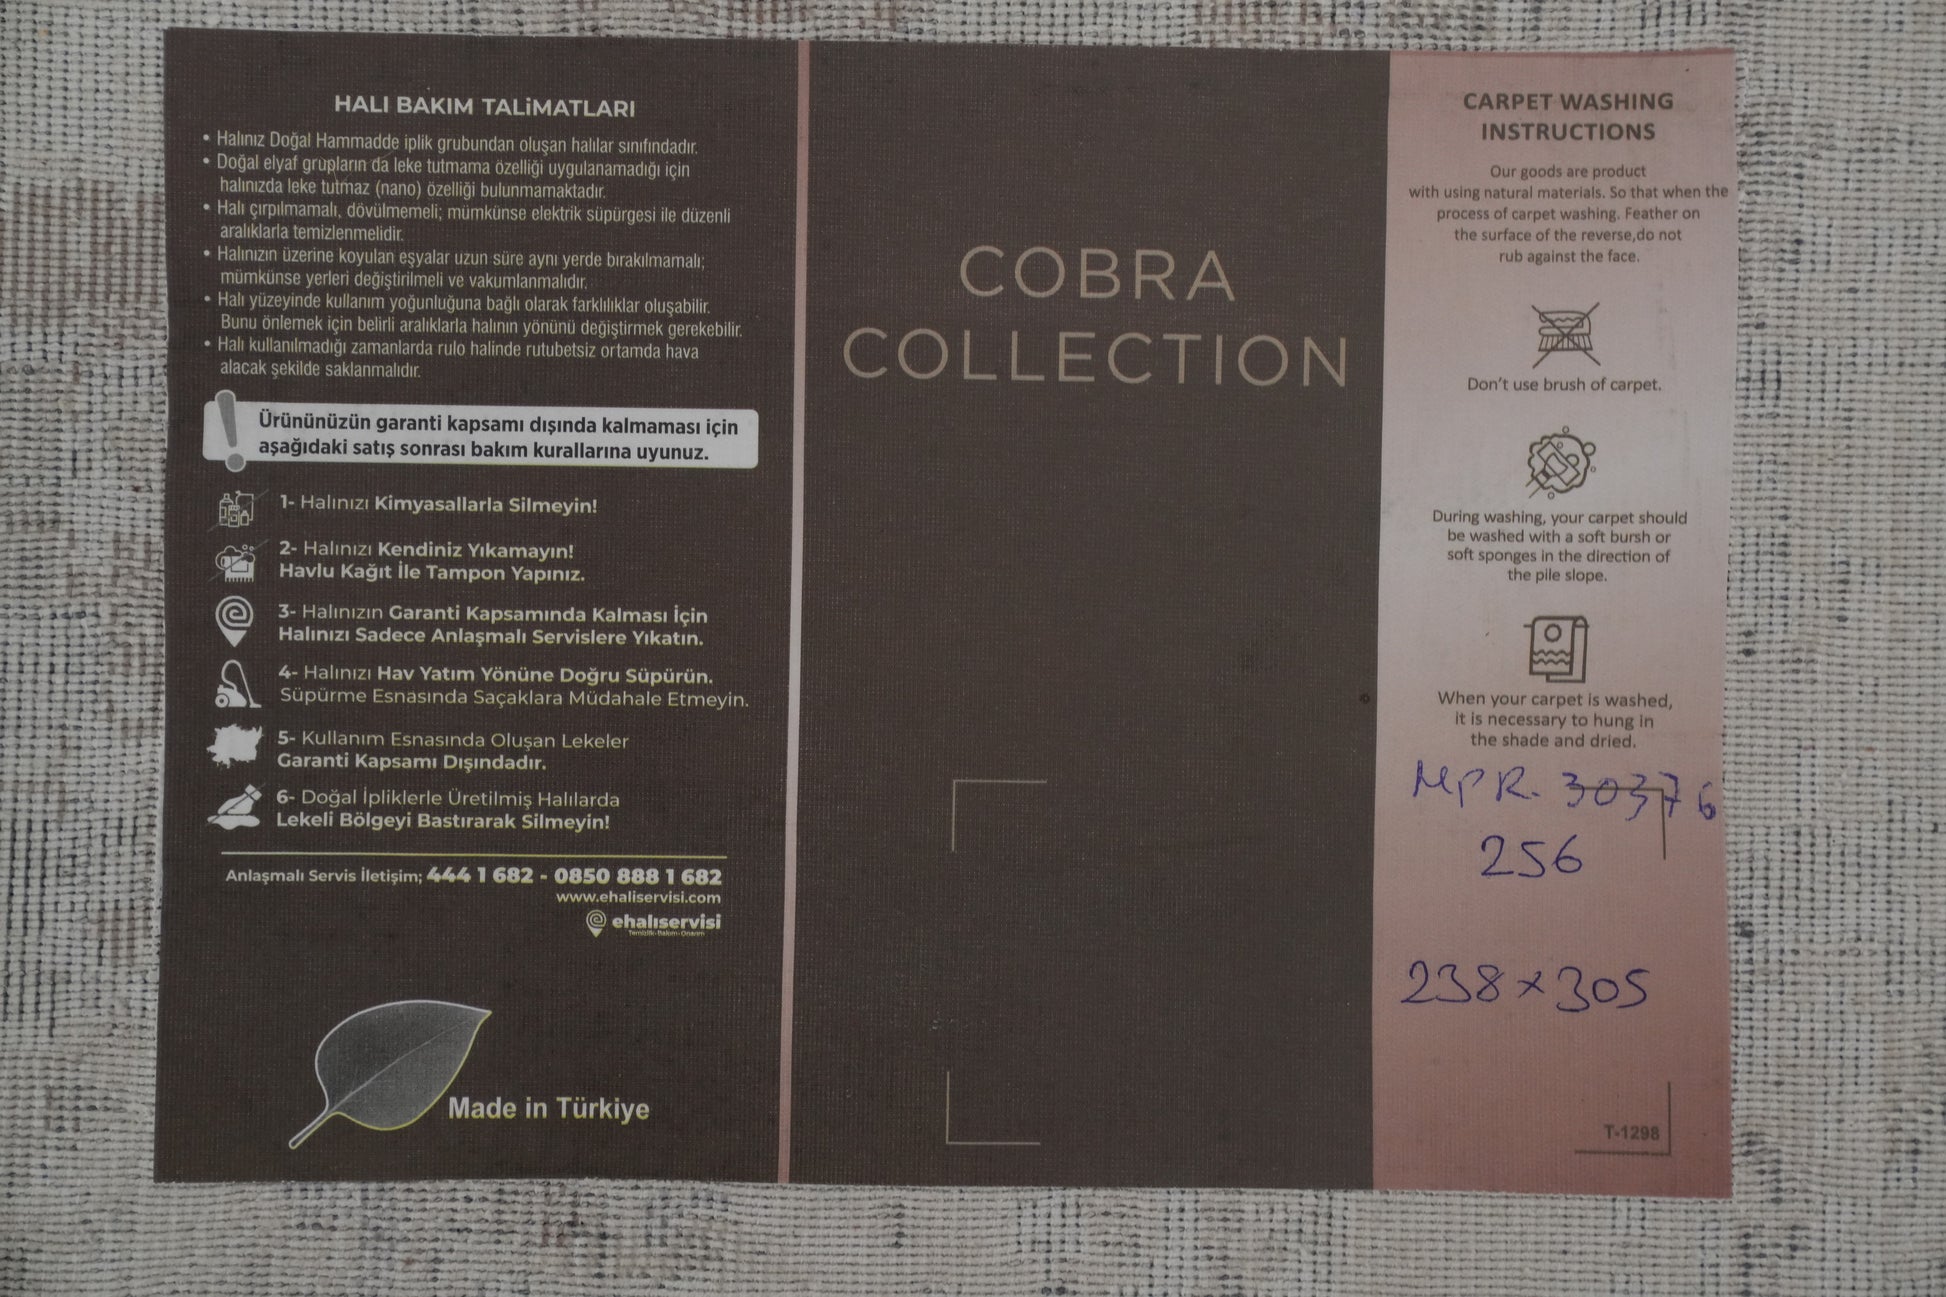 HALI BAKIM TALİMATLARI
• Halınız Doğal Hammadde iplik grubundan oluşan halılar sınıfındadır.
• Doğal elyaf grupların da leke tutmama özelliği uygulanamadığı için
halınızda leke tutmaz (nano) özelliği bulunmamaktadır.
• Halı çırpılmamalı, dövülmemeli; mümkünse elektrik süpürgesi ile düzenli
aralıklarla temizlenmelidir.
• Halınızın üzerine koyulan eşyalar uzun süre aynı yerde bırakılmamalı;
mümkünse yerleri değiştirilmeli ve vakumlanmalıdır.
• Halı yüzeyinde kullanım yoğunluğuna bağlı olarak farklılıklar oluşabilir.
Bunu önlemek için belirli aralıklarla halının yönünü değiştirmek gerekebilir.
• Halı kullanılmadığı zamanlarda rulo halinde rutubetsiz ortamda hava
alacak şekilde saklanmalıdır.
Ürününüzün garanti kapsamı dışında kalmaması için
aşağıdaki satış sonrası bakım kurallarına uyunuz.
1- Halınızı Kimyasallarla Silmeyin!
2- Halınızı Kendiniz Yıkamayın!
Havlu Kağıt İle Tampon Yapınız.
3- Halınızın Garanti Kapsamında Kalması İçin
Halınızı Sadece Anlaşmalı Servislere Yıkatın.
4- Halınızı Hav Yatım Yönüne Doğru Süpürün.
Süpürme Esnasında Saçaklara Müdahale Etmeyin.
5- Kullanım Esnasında Oluşan Lekeler
Garanti Kapsamı Dışındadır.
6- Doğal İpliklerle Üretilmiş Halılarda
Lekeli Bölgeyi Bastırarak Silmeyin!
Anlaşmalı Servis İletişim; 444 1 682 - 0850 888 1 682
www.ehaliservisi.com
ehalıservisi
Temizlik-Bakım-Onarım
Made in Türkiye
COBRA
COLLECTION
CARPET WASHING
INSTRUCTIONS
Our goods are product
with using natural materials. So that when the
process of carpet washing. Feather on
the surface of the reverse,do not
rub against the face.
Don't use brush of carpet.
During washing, your carpet should
be washed with a soft bursh or
soft sponges in the direction of
the pile slope.
When your carpet is washed,
it is necessary to hung in
the shade and dried.
MPR. 30376
256
238 x 305
T-1298